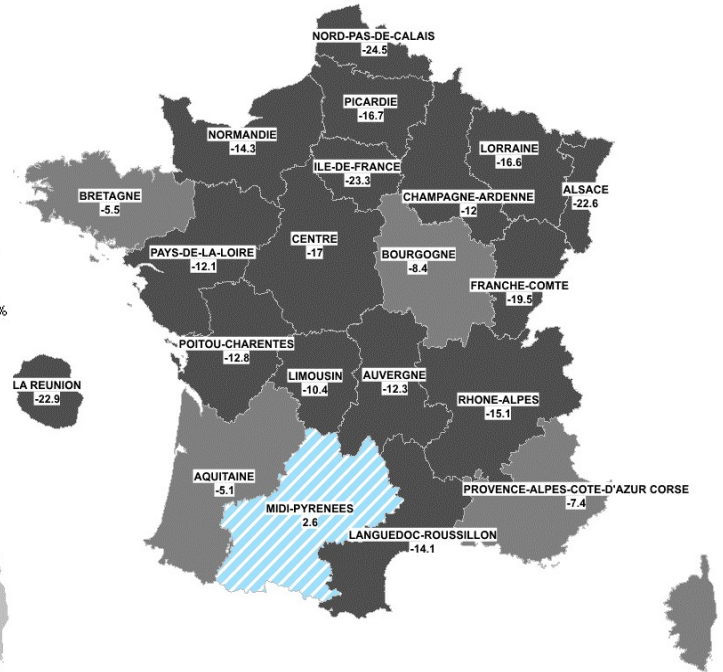 NORD-PAS-DE-CALAIS
-24.5
PICARDIE
-16.7
NORMANDIE
-14.3
LORRAINE
-16.6
ILE-DE-FRANCE
-23.3
ALSACE
-22.6
BRETAGNE
-5.5
CHAMPAGNE-ARDENNE
-12
CENTRE
-17
PAYS-DE-LA-LOIRE
-12.1
BOURGOGNE
-8.4
FRANCHE-COMTE
-19.5
%
POITOU-CHARENTES
-12.8
LIMOUSIN
-10.4
AUVERGNE
-12.3
LA REUNION
-22.9
RHONE-ALPES
-15.1
AQUITAINE
-5.1
PROVENCE-ALPES-COTE-D'AZUR CORSE
-7.4
MIDI-PYRENEES
2.6
LANGUEDOC-ROUSSILLON
-14.1